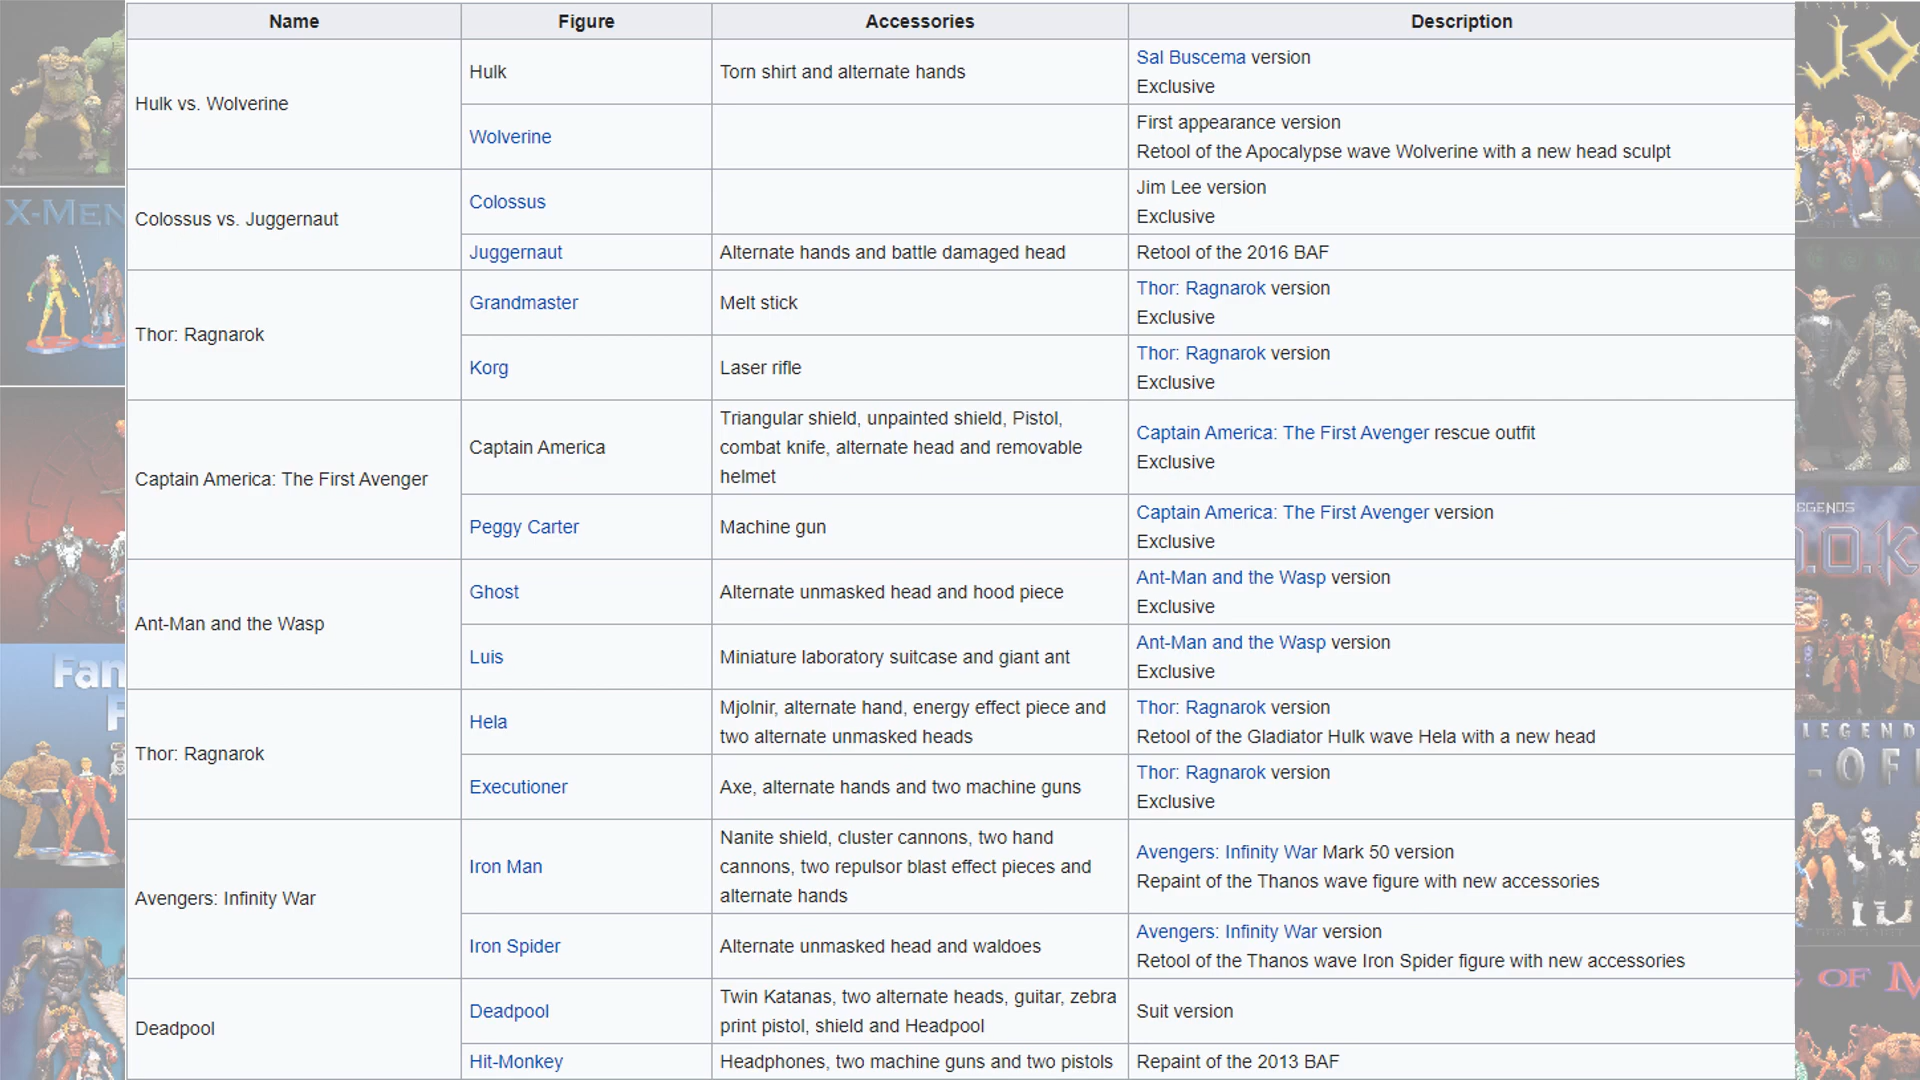 Name Figure Accessories Description
Hulk vs. Wolverine
Hulk
Torn shirt and alternate hands
Sal Buscema version
Exclusive
Wolverine
First appearance version
Retool of the Apocalypse wave Wolverine with a new head sculpt
Colossus vs. Juggernaut
Colossus
Jim Lee version
Exclusive
Juggernaut
Alternate hands and battle damaged head
Retool of the 2016 BAF
Thor: Ragnarok
Grandmaster
Melt stick
Thor: Ragnarok version
Exclusive
Korg
Laser rifle
Thor: Ragnarok version
Exclusive
Captain America: The First Avenger
Captain America
Triangular shield, unpainted shield, Pistol,
combat knife, alternate head and removable
helmet
Captain America: The First Avenger rescue outfit
Exclusive
Peggy Carter
Machine gun
Captain America: The First Avenger version
Exclusive
Ant-Man and the Wasp
Ghost
Alternate unmasked head and hood piece
Ant-Man and the Wasp version
Exclusive
Luis
Miniature laboratory suitcase and giant ant
Ant-Man and the Wasp version
Exclusive
Thor: Ragnarok
Hela
Mjolnir, alternate hand, energy effect piece and
two alternate unmasked heads
Thor: Ragnarok version
Retool of the Gladiator Hulk wave Hela with a new head
Executioner
Axe, alternate hands and two machine guns
Thor: Ragnarok version
Exclusive
Avengers: Infinity War
Iron Man
Nanite shield, cluster cannons, two hand
cannons, two repulsor blast effect pieces and
alternate hands
Avengers: Infinity War Mark 50 version
Repaint of the Thanos wave figure with new accessories
Iron Spider
Alternate unmasked head and waldoes
Avengers: Infinity War version
Retool of the Thanos wave Iron Spider figure with new accessories
Deadpool
Deadpool
Twin Katanas, two alternate heads, guitar, zebra
print pistol, shield and Headpool
Suit version
Hit-Monkey
Headphones, two machine guns and two pistols
Repaint of the 2013 BAF
X-MEN
Fan
F
JO
EGENDS
.O.K
LEGEND
-OF
OF M